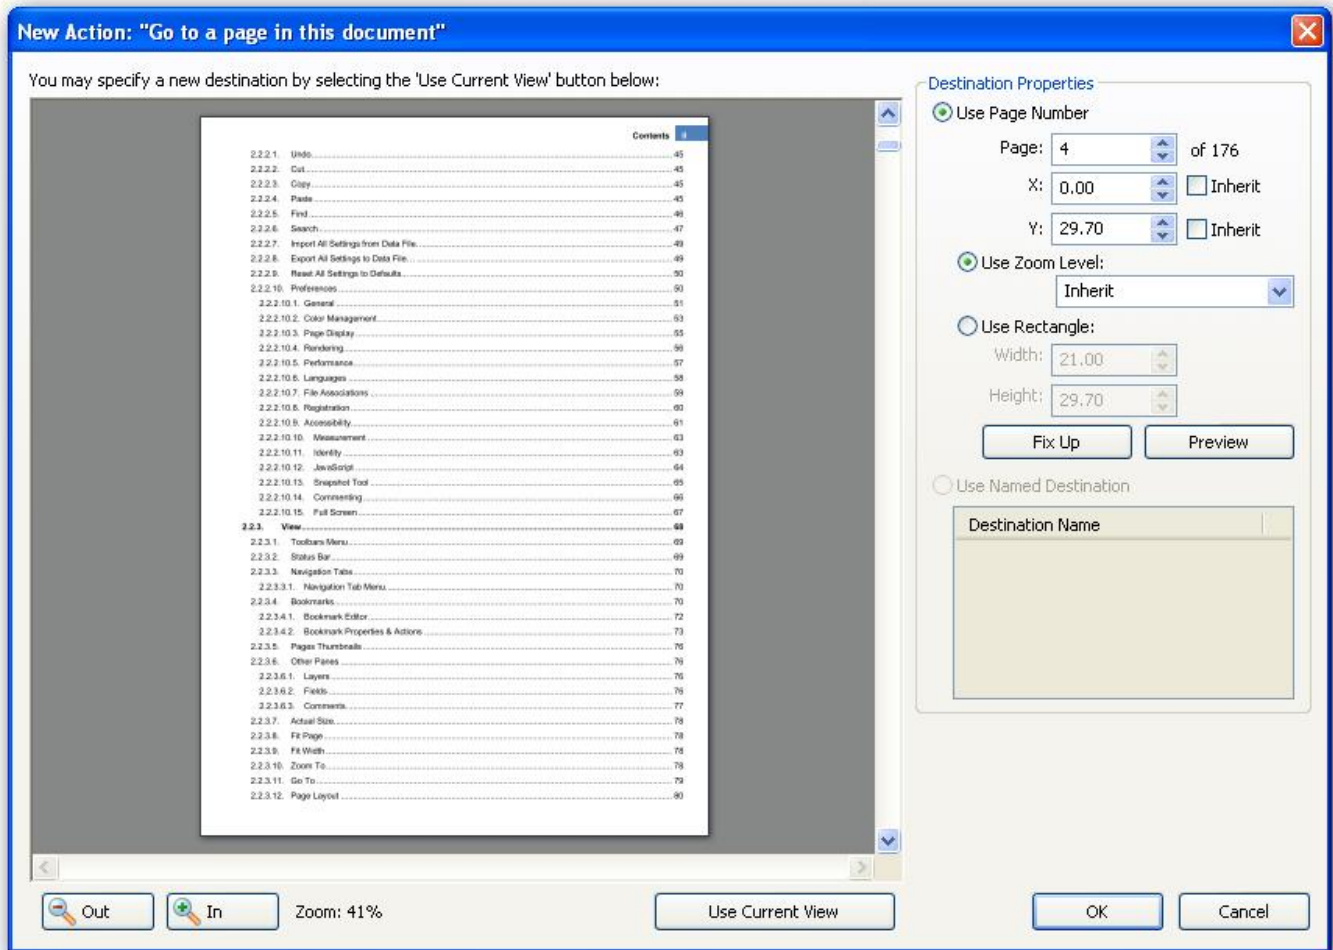 New Action: "Go to a page in this document"
You may specify a new destination by selecting the 'Use Current View' button below:
Contents
2.2.2.1. Undo 45
2.2.2.2. Cut 45
2.2.2.3. Copy 45
2.2.2.4. Paste 45
2.2.2.5. Find 46
2.2.2.6. Search 47
2.2.2.7. Import All Settings from Data File 49
2.2.2.8. Export All Settings to Data File 49
2.2.2.9. Reset All Settings to Defaults 50
2.2.2.10. Preferences 50
2.2.2.10.1. General 51
2.2.2.10.2. Color Management 53
2.2.2.10.3. Page Display 55
2.2.2.10.4. Rendering 56
2.2.2.10.5. Performance 57
2.2.2.10.6. Languages 58
2.2.2.10.7. File Associations 59
2.2.2.10.8. Registration 60
2.2.2.10.9. Accessibility 61
2.2.2.10.10. Measurement 63
2.2.2.10.11. Identity 63
2.2.2.10.12. JavaScript 64
2.2.2.10.13. Snapshot Tool 65
2.2.2.10.14. Commenting 66
2.2.2.10.15. Full Screen 67
2.2.3. View 68
2.2.3.1. Toolbars Menu 69
2.2.3.2. Status Bar 69
2.2.3.3. Navigation Tabs 70
2.2.3.3.1. Navigation Tab Menu 70
2.2.3.4. Bookmarks 70
2.2.3.4.1. Bookmark Editor 72
2.2.3.4.2. Bookmark Properties & Actions 73
2.2.3.5. Pages Thumbnails 76
2.2.3.6. Other Panes 76
2.2.3.6.1. Layers 76
2.2.3.6.2. Fields 76
2.2.3.6.3. Comments 77
2.2.3.7. Actual Size 78
2.2.3.8. Fit Page 78
2.2.3.9. Fit Width 78
2.2.3.10. Zoom To 78
2.2.3.11. Go To 79
2.2.3.12. Page Layout 80
Out In Zoom: 41% Use Current View
Destination Properties
Use Page Number
Page: 4 of 176
X: 0.00 Inherit
Y: 29.70 Inherit
Use Zoom Level:
Inherit
Use Rectangle:
Width: 21.00
Height: 29.70
Fix Up Preview
Use Named Destination
Destination Name
OK Cancel